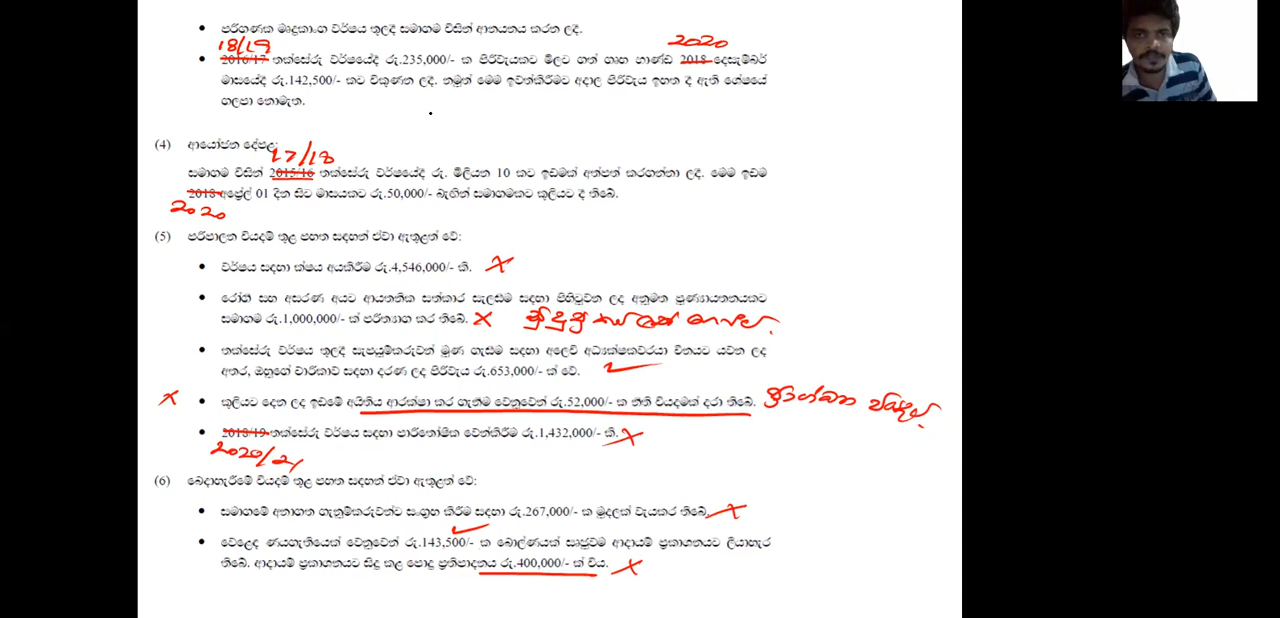 • පරිගණක මෘදුකාංග වර්ෂය තුලදී සමාගම විසින් ආනයනය කරන ලදී.
18/19 2020
• 2016/17 තක්සේරු වර්ෂයේදී රු.235,000/- ක පිරිවැයකට මිලට ගත් ගෘහ භාණ්ඩ 2018 දෙසැම්බර්
මාසයේදී රු.142,500/- කට විකුණන ලදී. නමුත් මෙම ඉවත්කිරීමට අදාල පිරිවැය ඉහත දී ඇති ශේෂයේ
ගලපා නොමැත.
(4) ආයෝජන දේපළ:
17/18
සමාගම විසින් 2015/16 තක්සේරු වර්ෂයේදී රු. මිලියන 10 කට ඉඩමක් අත්පත් කරගන්නා ලදී. මෙම ඉඩම
2018 අප්‍රේල් 01 දින සිට මාසයකට රු.50,000/- බැගින් සමාගමකට කුලියට දී තිබේ.
2020
(5) පරිපාලන වියදම් තුළ පහත සඳහන් ඒවා ඇතුළත් වේ:
• වර්ෂය සඳහා ක්ෂය අයකිරීම රු.4,546,000/- කි.
• රෝගී සහ අසරණ අයට ආයතනික සත්කාර සැලසීම සඳහා පිහිටුවන ලද අනුමත පුණ්‍යායතනයකට
සමාගම රු.1,000,000/- ක් පරිත්‍යාග කර තිබේ.
• තක්සේරු වර්ෂය තුලදී සැපයුම්කරුවන් මුණ ගැසීම සඳහා අලෙවි අධ්‍යක්ෂකවරයා චීනයට යවන ලද
අතර, ඔහුගේ චාරිකාව සඳහා දරණ ලද පිරිවැය රු.653,000/- ක් වේ.
• කුලියට දෙන ලද ඉඩමේ අයිතිය ආරක්ෂා කර ගැනීම වෙනුවෙන් රු.52,000/- ක නීති වියදමක් දරා තිබේ.
• 2018/19 තක්සේරු වර්ෂය සඳහා පාරිතෝෂික වෙන්කිරීම රු.1,432,000/- කි.
2020/21
(6) බෙදාහැරීමේ වියදම් තුළ පහත සඳහන් ඒවා ඇතුළත් වේ:
• සමාගමේ අනාගත ගැනුම්කරුවන්ට සංග්‍රහ කිරීම සඳහා රු.267,000/- ක මුදලක් වැයකර තිබේ.
• වෙළෙඳ ණයහැතියෙක් වෙනුවෙන් රු.143,500/- ක බොල්ණයක් සෘජුවම ආදායම් ප්‍රකාශනයට ලියාහැර
තිබේ. ආදායම් ප්‍රකාශනයට සිදු කළ පොදු ප්‍රතිපාදනය රු.400,000/- ක් විය.